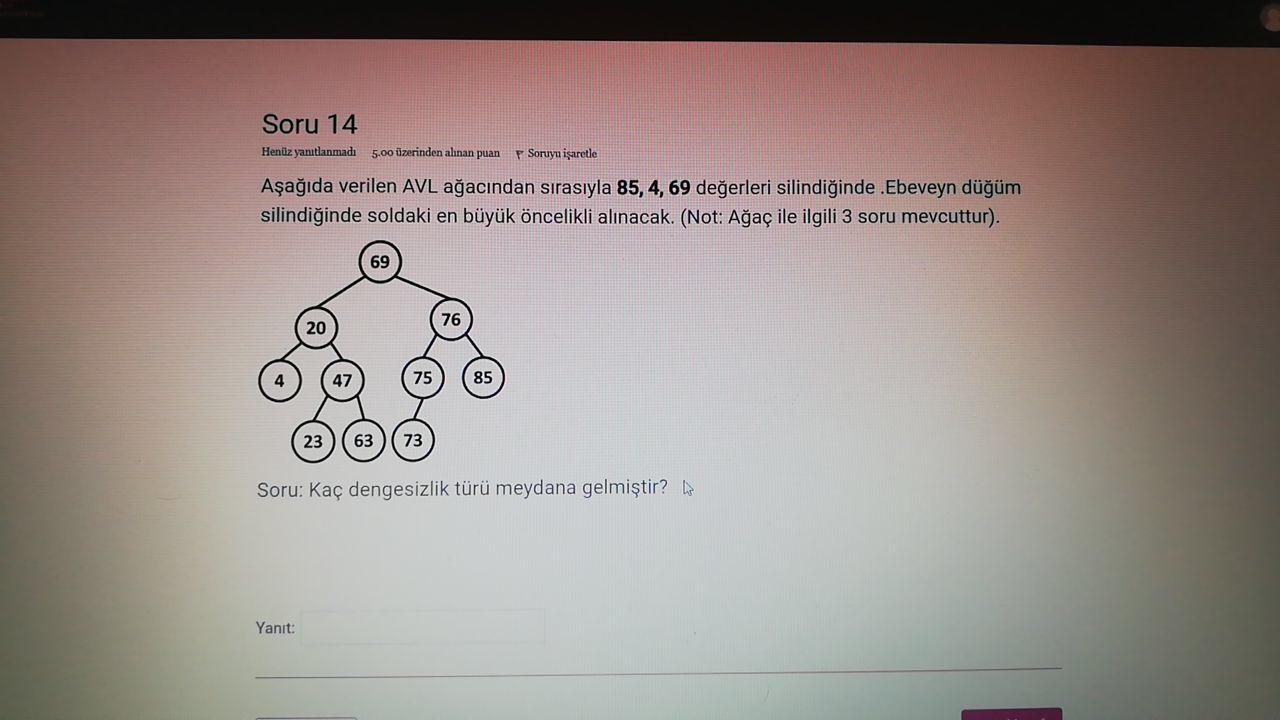 Soru 14
Henüz yanıtlanmadı 5.00 üzerinden alınan puan Soruyu işaretle
Aşağıda verilen AVL ağacından sırasıyla 85, 4, 69 değerleri silindiğinde .Ebeveyn düğüm
silindiğinde soldaki en büyük öncelikli alınacak. (Not: Ağaç ile ilgili 3 soru mevcuttur).
69
20 76
4 47 75 85
23 63 73
Soru: Kaç dengesizlik türü meydana gelmiştir?
Yanıt: